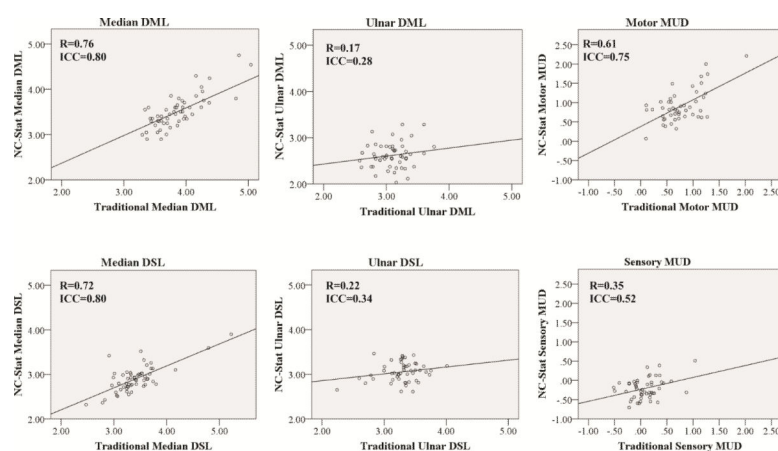 Median DML
R=0.76
ICC=0.80
NC-Stat Median DML
5.00
4.00
3.00
2.00
2.00 3.00 4.00 5.00
Traditional Median DML
Ulnar DML
R=0.17
ICC=0.28
NC-Stat Ulnar DML
5.00
4.00
3.00
2.00
2.00 3.00 4.00 5.00
Traditional Ulnar DML
Motor MUD
R=0.61
ICC=0.75
NC-Stat Motor MUD
2.50
2.00
1.50
1.00
.50
.00
-.50
-1.00
-1.00 -.50 .00 .50 1.00 1.50 2.00 2.50
Traditional Motor MUD
Median DSL
R=0.72
ICC=0.80
NC-Stat Median DSL
5.00
4.00
3.00
2.00
2.00 3.00 4.00 5.00
Traditional Median DSL
Ulnar DSL
R=0.22
ICC=0.34
NC-Stat Ulnar DSL
5.00
4.00
3.00
2.00
2.00 3.00 4.00 5.00
Traditional Ulnar DSL
Sensory MUD
R=0.35
ICC=0.52
NC-Stat Sensory MUD
2.50
2.00
1.50
1.00
.50
.00
-.50
-1.00
-1.00 -.50 .00 .50 1.00 1.50 2.00 2.50
Traditional Sensory MUD